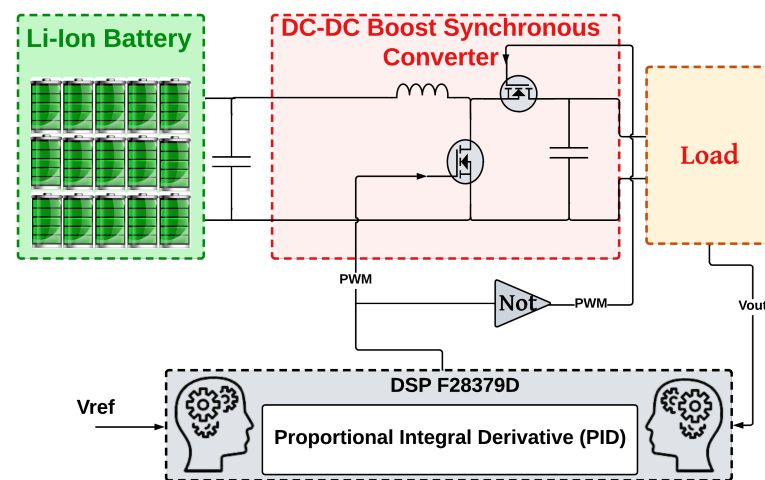 Li-Ion Battery
DC-DC Boost Synchronous
Converter
Load
PWM
Not
PWM
Vout
DSP F28379D
Vref
Proportional Integral Derivative (PID)